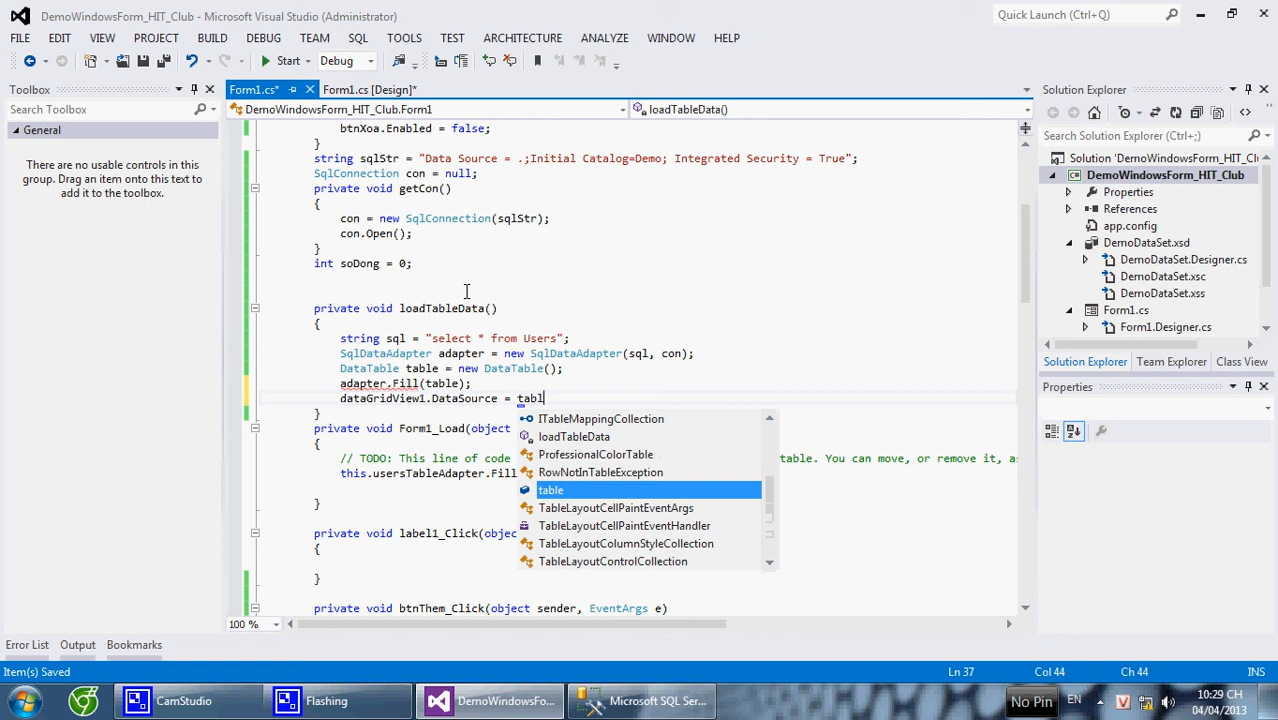 DemoWindowsForm_HIT_Club - Microsoft Visual Studio (Administrator)
Quick Launch (Ctrl+Q)
FILE EDIT VIEW PROJECT BUILD DEBUG TEAM SQL TOOLS TEST ARCHITECTURE ANALYZE WINDOW HELP
Start Debug
Toolbox
Search Toolbox
General
There are no usable controls in this
group. Drag an item onto this text to
add it to the toolbox.
Form1.cs* Form1.cs [Design]*
DemoWindowsForm_HIT_Club.Form1 loadTableData()
btnXoa.Enabled = false;
}
string sqlStr = "Data Source = .;Initial Catalog=Demo; Integrated Security = True";
SqlConnection con = null;
private void getCon()
{
con = new SqlConnection(sqlStr);
con.Open();
}
int soDong = 0;
private void loadTableData()
{
string sql = "select * from Users";
SqlDataAdapter adapter = new SqlDataAdapter(sql, con);
DataTable table = new DataTable();
adapter.Fill(table);
dataGridView1.DataSource = tabl
}
private void Form1_Load(object
{
// TODO: This line of code table. You can move, or remove it, as
this.usersTableAdapter.Fill
}
private void label1_Click(objec
{
}
private void btnThem_Click(object sender, EventArgs e)
ITableMappingCollection
loadTableData
ProfessionalColorTable
RowNotInTableException
table
TableLayoutCellPaintEventArgs
TableLayoutCellPaintEventHandler
TableLayoutColumnStyleCollection
TableLayoutControlCollection
100 %
Solution Explorer
Search Solution Explorer (Ctrl+;)
Solution 'DemoWindowsForm_HIT_Cl
DemoWindowsForm_HIT_Club
Properties
References
app.config
DemoDataSet.xsd
DemoDataSet.Designer.cs
DemoDataSet.xsc
DemoDataSet.xss
Form1.cs
Form1.Designer.cs
Solution Explorer Team Explorer Class View
Properties
Error List Output Bookmarks
Item(s) Saved Ln 37 Col 44 Ch 44 INS
CamStudio Flashing DemoWindowsFo... Microsoft SQL Ser... No Pin EN
10:29 CH
04/04/2013